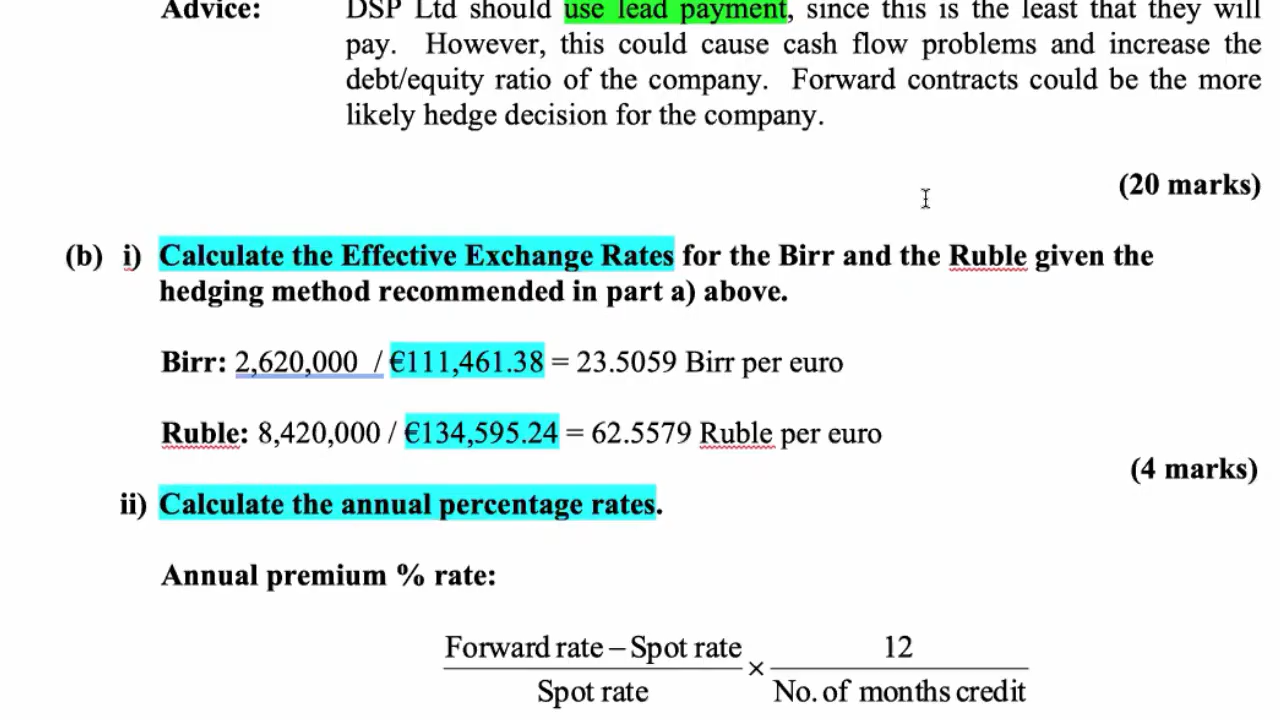 Advice: DSP Ltd should use lead payment, since this is the least that they will
pay. However, this could cause cash flow problems and increase the
debt/equity ratio of the company. Forward contracts could be the more
likely hedge decision for the company.
(20 marks)
(b) i) Calculate the Effective Exchange Rates for the Birr and the Ruble given the
hedging method recommended in part a) above.
Birr: 2,620,000 / €111,461.38 = 23.5059 Birr per euro
Ruble: 8,420,000 / €134,595.24 = 62.5579 Ruble per euro
(4 marks)
ii) Calculate the annual percentage rates.
Annual premium % rate:
Forward rate – Spot rate
12
×
Spot rate
No. of months credit